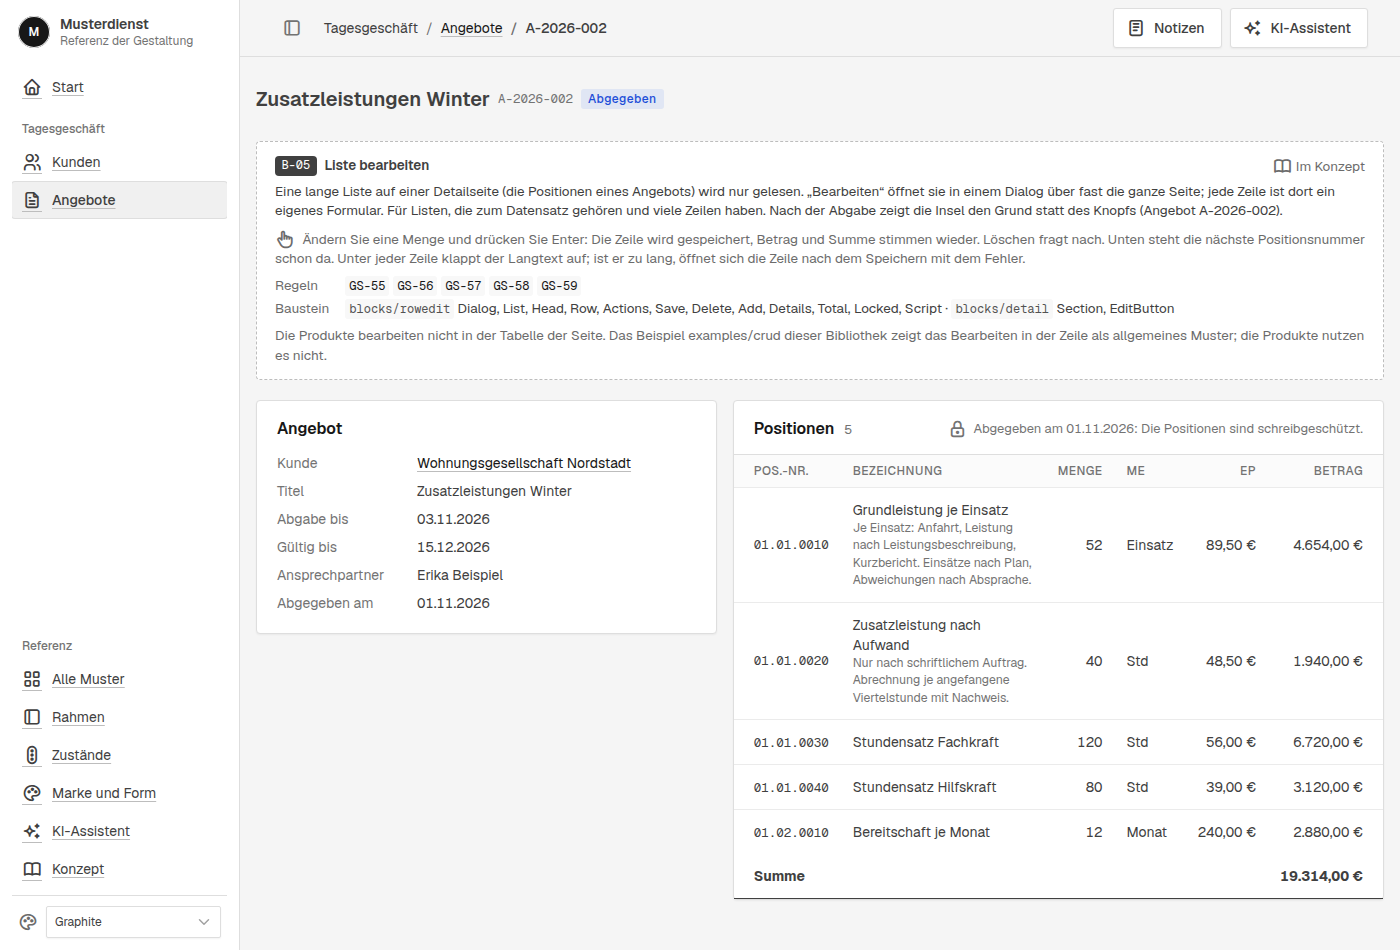 M
Musterdienst
Referenz der Gestaltung
Start
Tagesgeschäft
Kunden
Angebote
Referenz
Alle Muster
Rahmen
Zustände
Marke und Form
KI-Assistent
Konzept
Graphite
Tagesgeschäft / Angebote / A-2026-002
Notizen
KI-Assistent
Zusatzleistungen Winter A-2026-002 Abgegeben
B-05 Liste bearbeiten
Im Konzept
Eine lange Liste auf einer Detailseite (die Positionen eines Angebots) wird nur gelesen. „Bearbeiten“ öffnet sie in einem Dialog über fast die ganze Seite; jede Zeile ist dort ein
eigenes Formular. Für Listen, die zum Datensatz gehören und viele Zeilen haben. Nach der Abgabe zeigt die Insel den Grund statt des Knopfs (Angebot A-2026-002).
Ändern Sie eine Menge und drücken Sie Enter: Die Zeile wird gespeichert, Betrag und Summe stimmen wieder. Löschen fragt nach. Unten steht die nächste Positionsnummer
schon da. Unter jeder Zeile klappt der Langtext auf; ist er zu lang, öffnet sich die Zeile nach dem Speichern mit dem Fehler.
Regeln GS-55 GS-56 GS-57 GS-58 GS-59
Baustein blocks/rowedit Dialog, List, Head, Row, Actions, Save, Delete, Add, Details, Total, Locked, Script · blocks/detail Section, EditButton
Die Produkte bearbeiten nicht in der Tabelle der Seite. Das Beispiel examples/crud dieser Bibliothek zeigt das Bearbeiten in der Zeile als allgemeines Muster; die Produkte nutzen
es nicht.
Angebot
Kunde Wohnungsgesellschaft Nordstadt
Titel Zusatzleistungen Winter
Abgabe bis 03.11.2026
Gültig bis 15.12.2026
Ansprechpartner Erika Beispiel
Abgegeben am 01.11.2026
Positionen 5
Abgegeben am 01.11.2026: Die Positionen sind schreibgeschützt.
POS.-NR. BEZEICHNUNG MENGE ME EP BETRAG
Grundleistung je Einsatz
Je Einsatz: Anfahrt, Leistung
01.01.0010 nach Leistungsbeschreibung, 52 Einsatz 89,50 € 4.654,00 €
Kurzbericht. Einsätze nach Plan,
Abweichungen nach Absprache.
Zusatzleistung nach
Aufwand
01.01.0020 Nur nach schriftlichem Auftrag. 40 Std 48,50 € 1.940,00 €
Abrechnung je angefangene
Viertelstunde mit Nachweis.
01.01.0030 Stundensatz Fachkraft 120 Std 56,00 € 6.720,00 €
01.01.0040 Stundensatz Hilfskraft 80 Std 39,00 € 3.120,00 €
01.02.0010 Bereitschaft je Monat 12 Monat 240,00 € 2.880,00 €
Summe 19.314,00 €